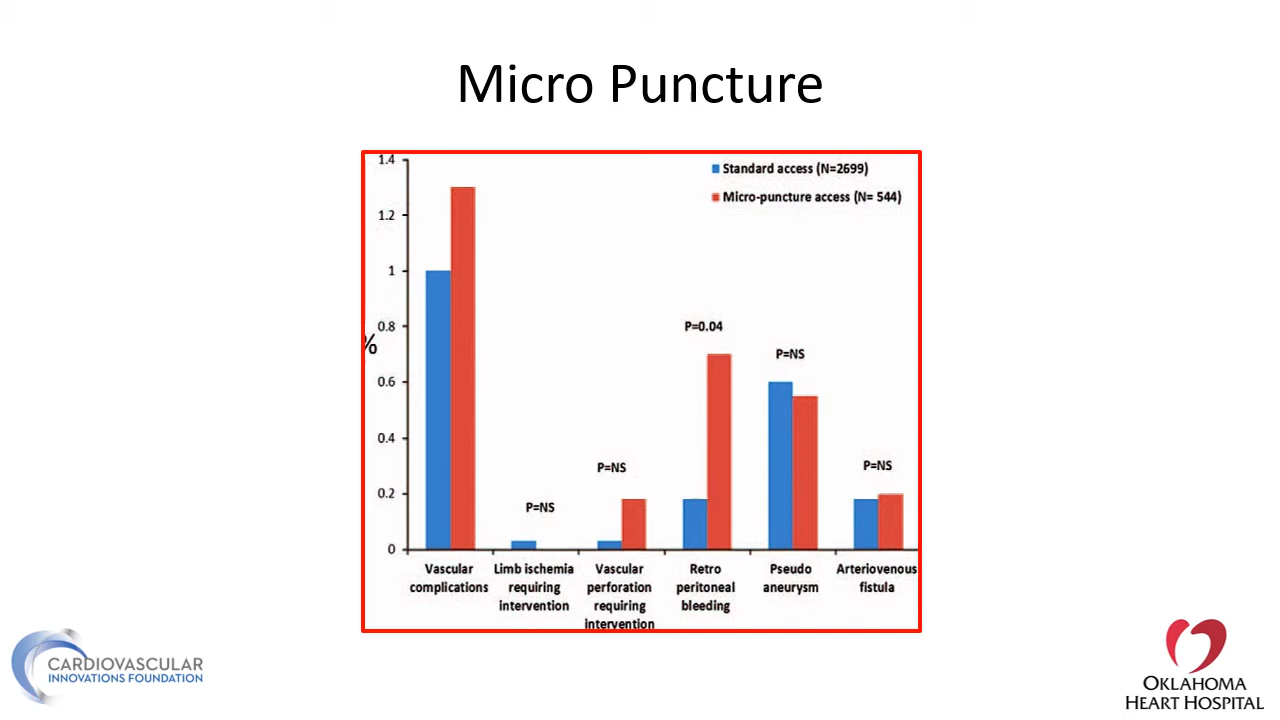 Micro Puncture
1.4
1.2
1
0.8
0.6
0.4
0.2
0
%
Standard access (N=2699)
Micro-puncture access (N= 544)
P=NS
P=NS
P=0.04
P=NS
P=NS
Vascular
complications
Limb ischemia
requiring
intervention
Vascular
perforation
requiring
intervention
Retro
peritoneal
bleeding
Pseudo
aneurysm
Arteriovenous
fistula
CARDIOVASCULAR
INNOVATIONS FOUNDATION
OKLAHOMA
HEART HOSPITAL